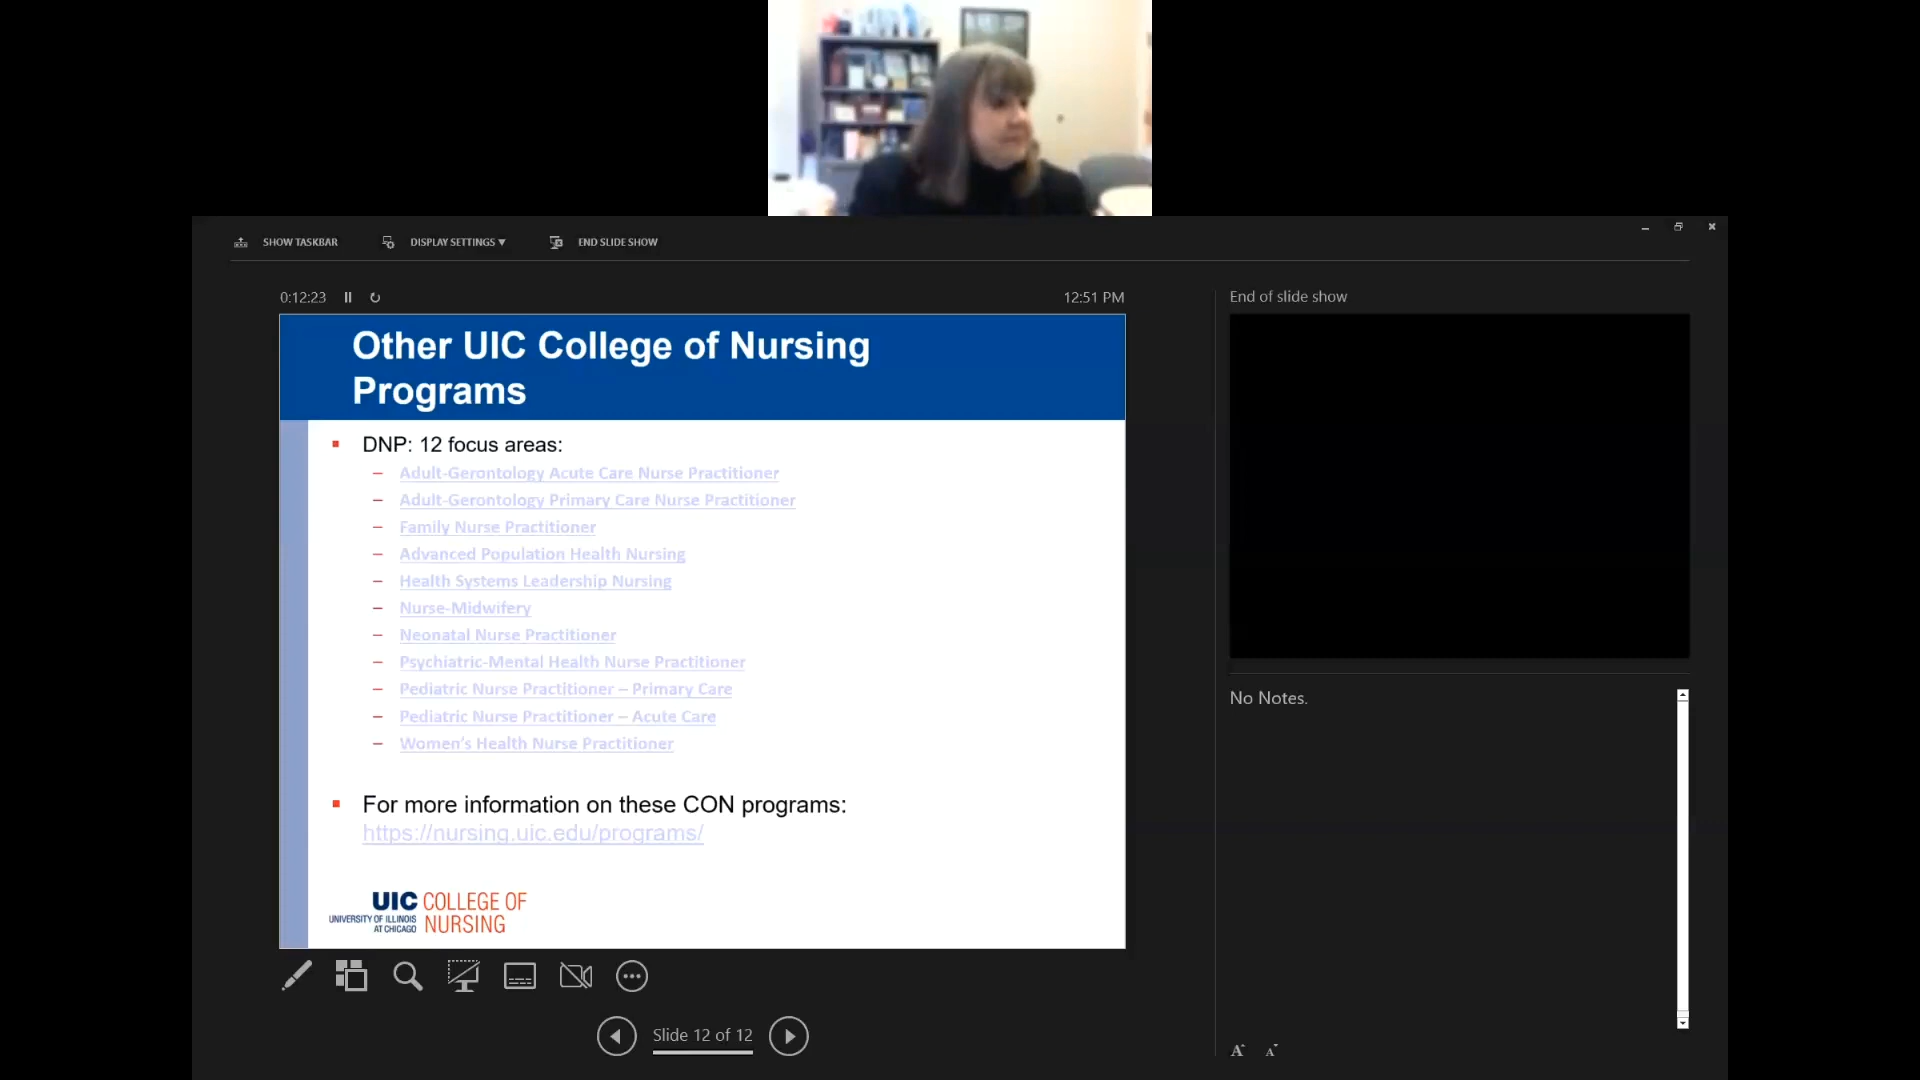 SHOW TASKBAR
DISPLAY SETTINGS ▼
END SLIDE SHOW
0:12:23
12:51 PM
Other UIC College of Nursing
Programs
DNP: 12 focus areas:
– Adult-Gerontology Acute Care Nurse Practitioner
– Adult-Gerontology Primary Care Nurse Practitioner
– Family Nurse Practitioner
– Advanced Population Health Nursing
– Health Systems Leadership Nursing
– Nurse-Midwifery
– Neonatal Nurse Practitioner
– Psychiatric-Mental Health Nurse Practitioner
– Pediatric Nurse Practitioner – Primary Care
– Pediatric Nurse Practitioner – Acute Care
– Women's Health Nurse Practitioner
For more information on these CON programs:
https://nursing.uic.edu/programs/
UIC COLLEGE OF
UNIVERSITY OF ILLINOIS
AT CHICAGO
NURSING
Slide 12 of 12
End of slide show
No Notes.
A A